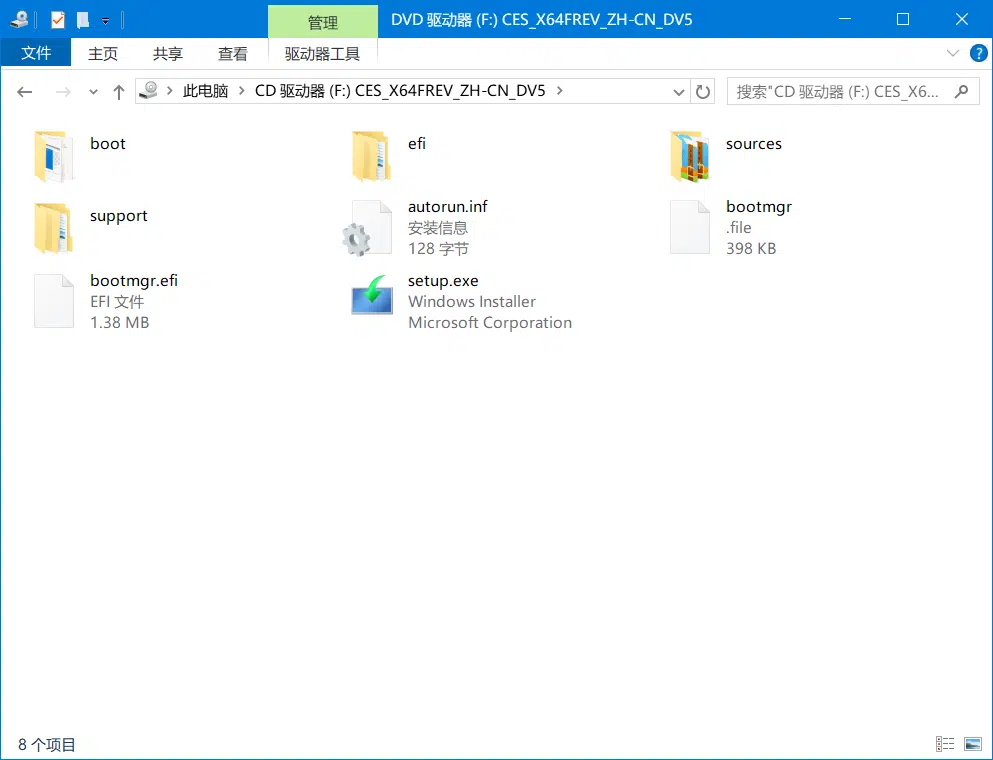 管理
DVD 驱动器 (F:) CES_X64FREV_ZH-CN_DV5
文件
主页
共享
查看
驱动器工具
此电脑
CD 驱动器 (F:) CES_X64FREV_ZH-CN_DV5
搜索"CD 驱动器 (F:) CES_X6...
boot
efi
sources
support
autorun.inf
安装信息
128 字节
bootmgr
.file
398 KB
bootmgr.efi
EFI 文件
1.38 MB
setup.exe
Windows Installer
Microsoft Corporation
8 个项目